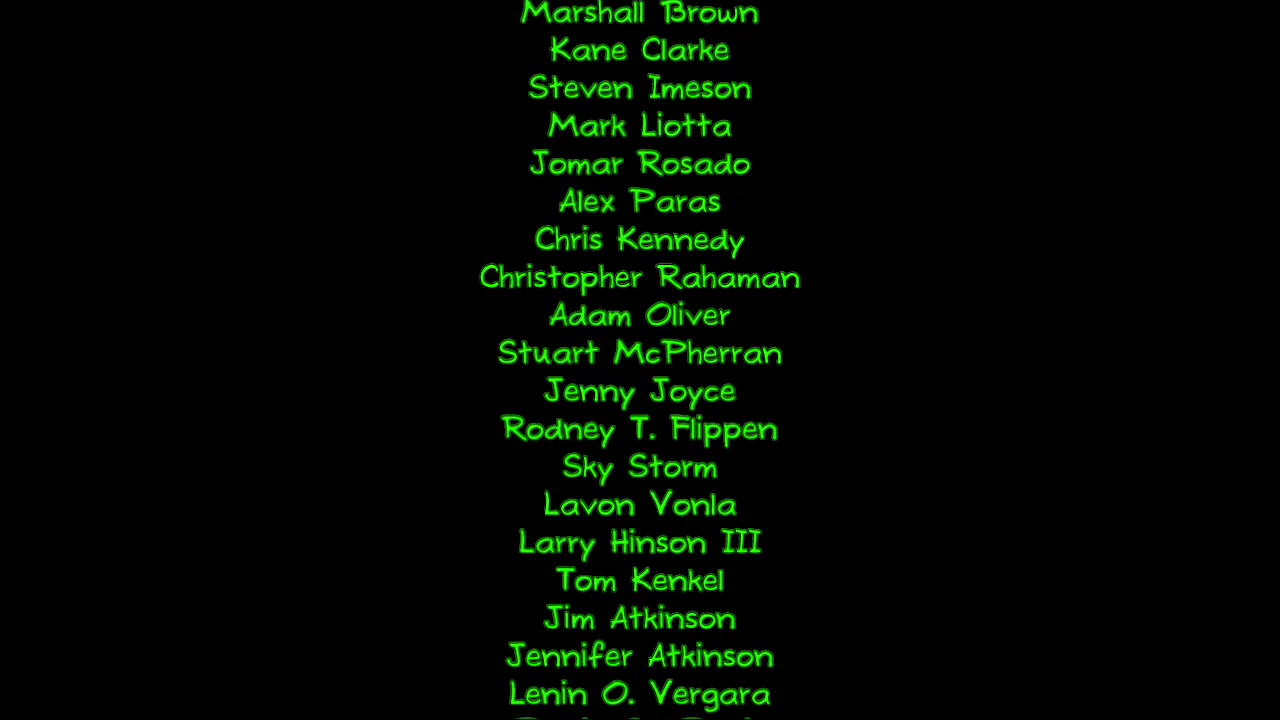 Marshall Brown
Kane Clarke
Steven Imeson
Mark Liotta
Jomar Rosado
Alex Paras
Chris Kennedy
Christopher Rahaman
Adam Oliver
Stuart McPherran
Jenny Joyce
Rodney T. Flippen
Sky Storm
Lavon Vonla
Larry Hinson III
Tom Kenkel
Jim Atkinson
Jennifer Atkinson
Lenin O. Vergara